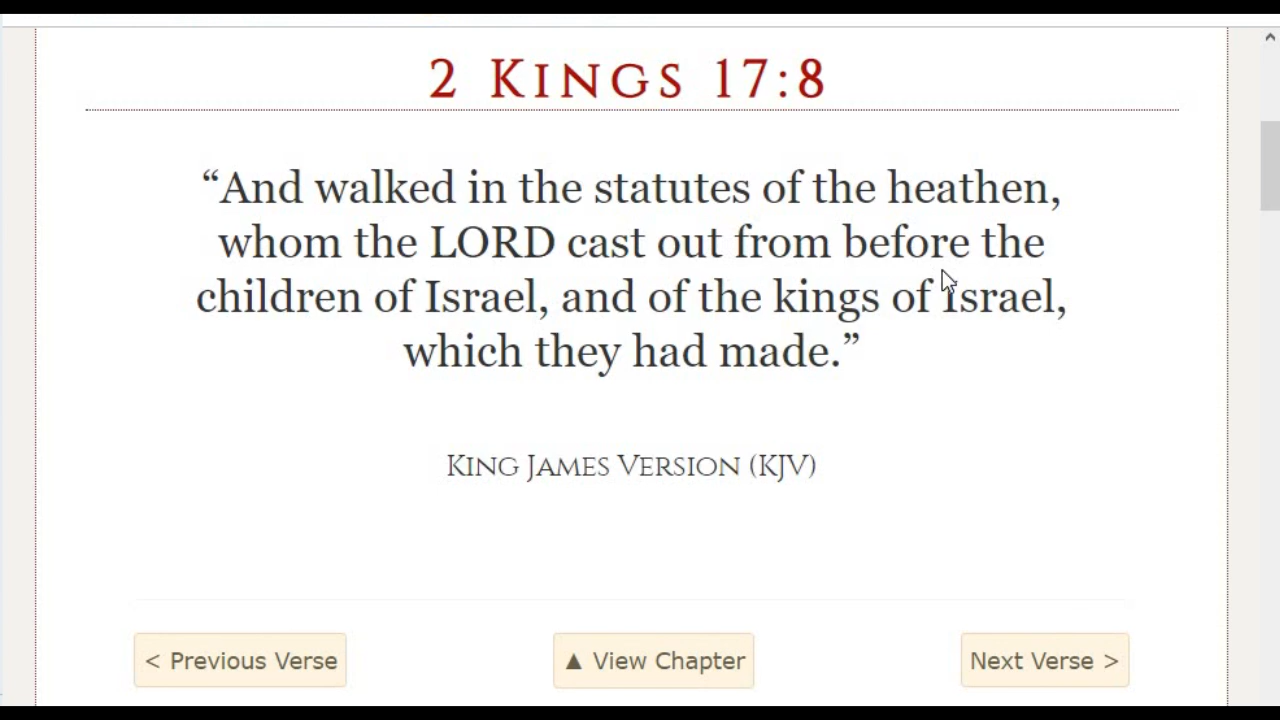 2 Kings 17:8
“And walked in the statutes of the heathen,
whom the LORD cast out from before the
children of Israel, and of the kings of Israel,
which they had made.”
King James Version (KJV)
< Previous Verse
▲ View Chapter
Next Verse >